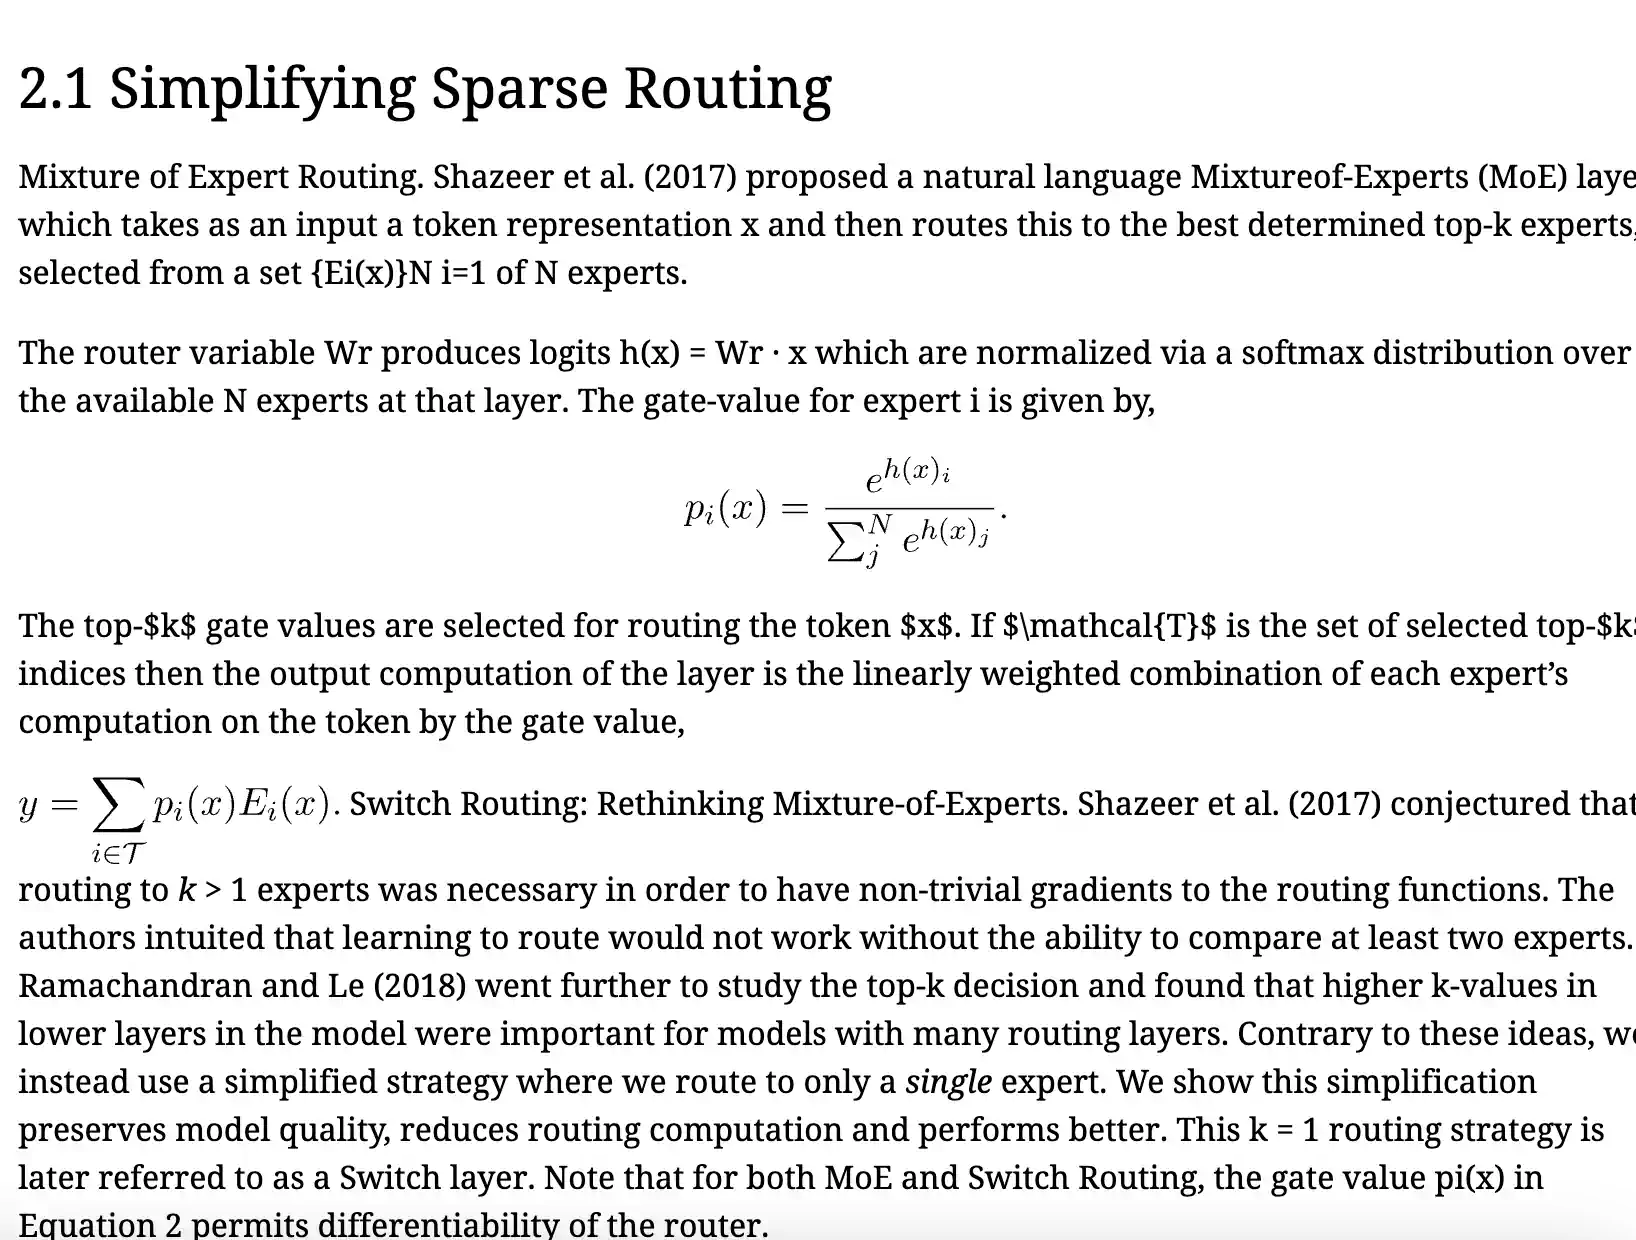 2.1 Simplifying Sparse Routing
Mixture of Expert Routing. Shazeer et al. (2017) proposed a natural language Mixtureof-Experts (MoE) laye
which takes as an input a token representation x and then routes this to the best determined top-k experts,
selected from a set {Ei(x)}N i=1 of N experts.
The router variable Wr produces logits h(x) = Wr · x which are normalized via a softmax distribution over
the available N experts at that layer. The gate-value for expert i is given by,
p_i(x) = \frac{e^{h(x)_i}}{\sum_j^N e^{h(x)_j}}.
The top-$k$ gate values are selected for routing the token $x$. If $\mathcal{T}$ is the set of selected top-$k$
indices then the output computation of the layer is the linearly weighted combination of each expert’s
computation on the token by the gate value,
y = \sum_{i \in \mathcal{T}} p_i(x)E_i(x). Switch Routing: Rethinking Mixture-of-Experts. Shazeer et al. (2017) conjectured that
routing to k > 1 experts was necessary in order to have non-trivial gradients to the routing functions. The
authors intuited that learning to route would not work without the ability to compare at least two experts.
Ramachandran and Le (2018) went further to study the top-k decision and found that higher k-values in
lower layers in the model were important for models with many routing layers. Contrary to these ideas, we
instead use a simplified strategy where we route to only a single expert. We show this simplification
preserves model quality, reduces routing computation and performs better. This k = 1 routing strategy is
later referred to as a Switch layer. Note that for both MoE and Switch Routing, the gate value pi(x) in
Equation 2 permits differentiability of the router.